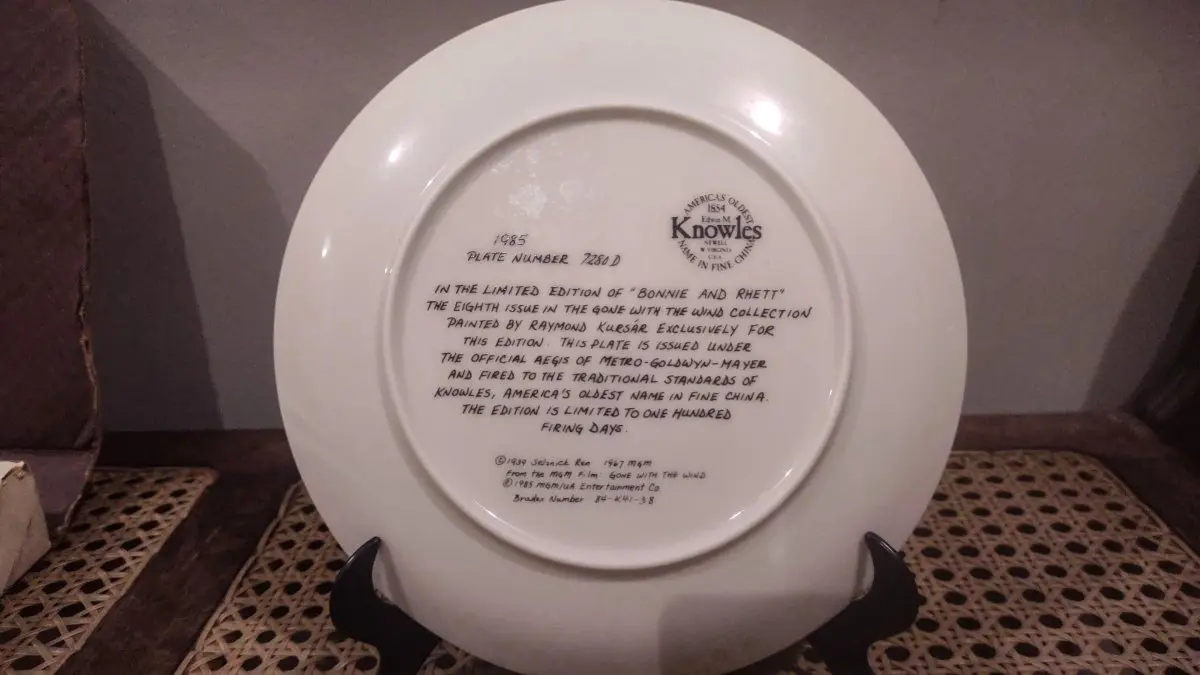 AMERICA'S OLDEST
1854
Edwin M.
Knowles
NEWELL
W VIRGINIA
U.S.A.
NAME IN FINE CHINA
1985
PLATE NUMBER 7280D
IN THE LIMITED EDITION OF "BONNIE AND RHETT"
THE EIGHTH ISSUE IN THE GONE WITH THE WIND COLLECTION
PAINTED BY RAYMOND KURSÁR EXCLUSIVELY FOR
THIS EDITION. THIS PLATE IS ISSUED UNDER
THE OFFICIAL AEGIS OF METRO-GOLDWYN-MAYER
AND FIRED TO THE TRADITIONAL STANDARDS OF
KNOWLES, AMERICA'S OLDEST NAME IN FINE CHINA.
THE EDITION IS LIMITED TO ONE HUNDRED
FIRING DAYS.
©1939 Selznick Ren 1967 MGM
From the MGM Film GONE WITH THE WIND
©1985 MGM/UA Entertainment Co.
Bradex Number 84-K41-3.8